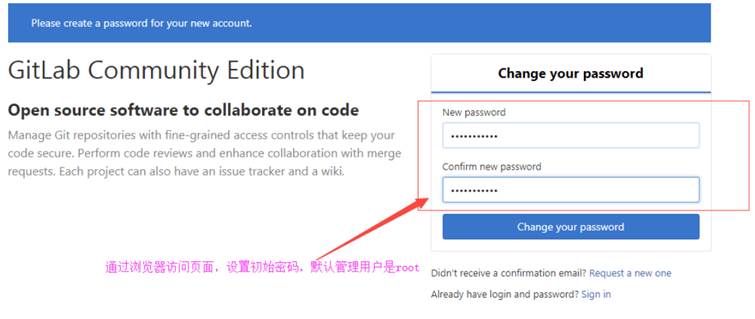 Please create a password for your new account.
GitLab Community Edition
Open source software to collaborate on code
Manage Git repositories with fine-grained access controls that keep your
code secure. Perform code reviews and enhance collaboration with merge
requests. Each project can also have an issue tracker and a wiki.
Change your password
New password
•••••••••••
Confirm new password
•••••••••••
Change your password
通过浏览器访问页面，设置初始密码，默认管理用户是root
Didn't receive a confirmation email? Request a new one
Already have login and password? Sign in